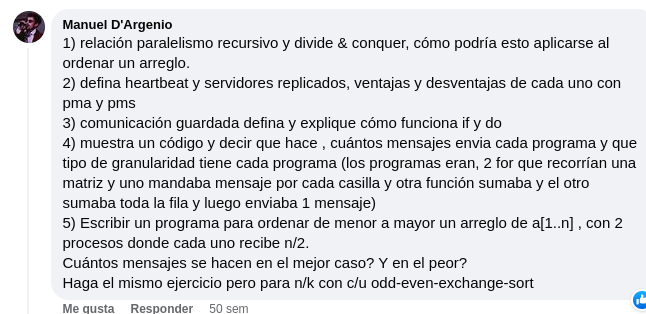 Manuel D'Argenio
1) relación paralelismo recursivo y divide & conquer, cómo podría esto aplicarse al
ordenar un arreglo.
2) defina heartbeat y servidores replicados, ventajas y desventajas de cada uno con
pma y pms
3) comunicación guardada defina y explique cómo funciona if y do
4) muestra un código y decir que hace , cuántos mensajes envia cada programa y que
tipo de granularidad tiene cada programa (los programas eran, 2 for que recorrían una
matriz y uno mandaba mensaje por cada casilla y otra función sumaba y el otro
sumaba toda la fila y luego enviaba 1 mensaje)
5) Escribir un programa para ordenar de menor a mayor un arreglo de a[1..n] , con 2
procesos donde cada uno recibe n/2.
Cuántos mensajes se hacen en el mejor caso? Y en el peor?
Haga el mismo ejercicio pero para n/k con c/u odd-even-exchange-sort
Me gusta Responder 50 sem